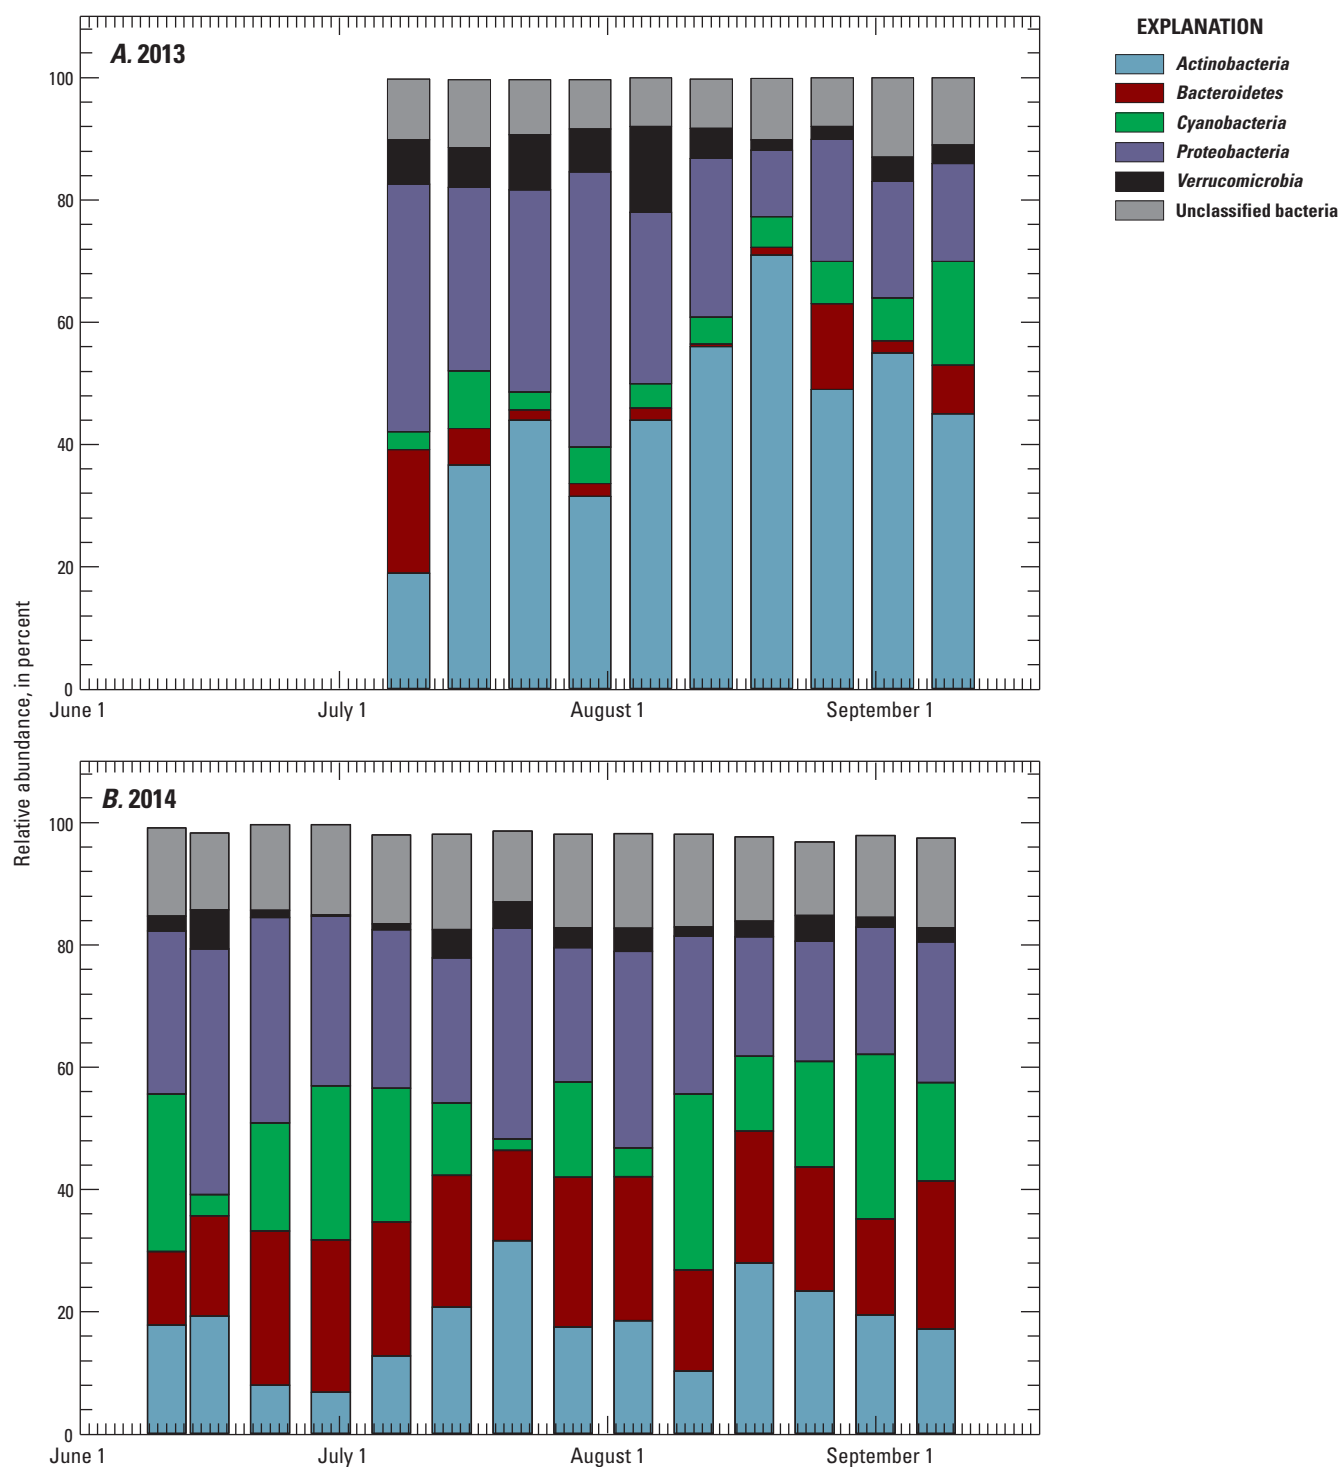 A. 2013
100
80
60
40
20
0
June 1
July 1
August 1
September 1
EXPLANATION
Actinobacteria
Bacteroidetes
Cyanobacteria
Proteobacteria
Verrucomicrobia
Unclassified bacteria
Relative abundance, in percent
B. 2014
100
80
60
40
20
0
June 1
July 1
August 1
September 1